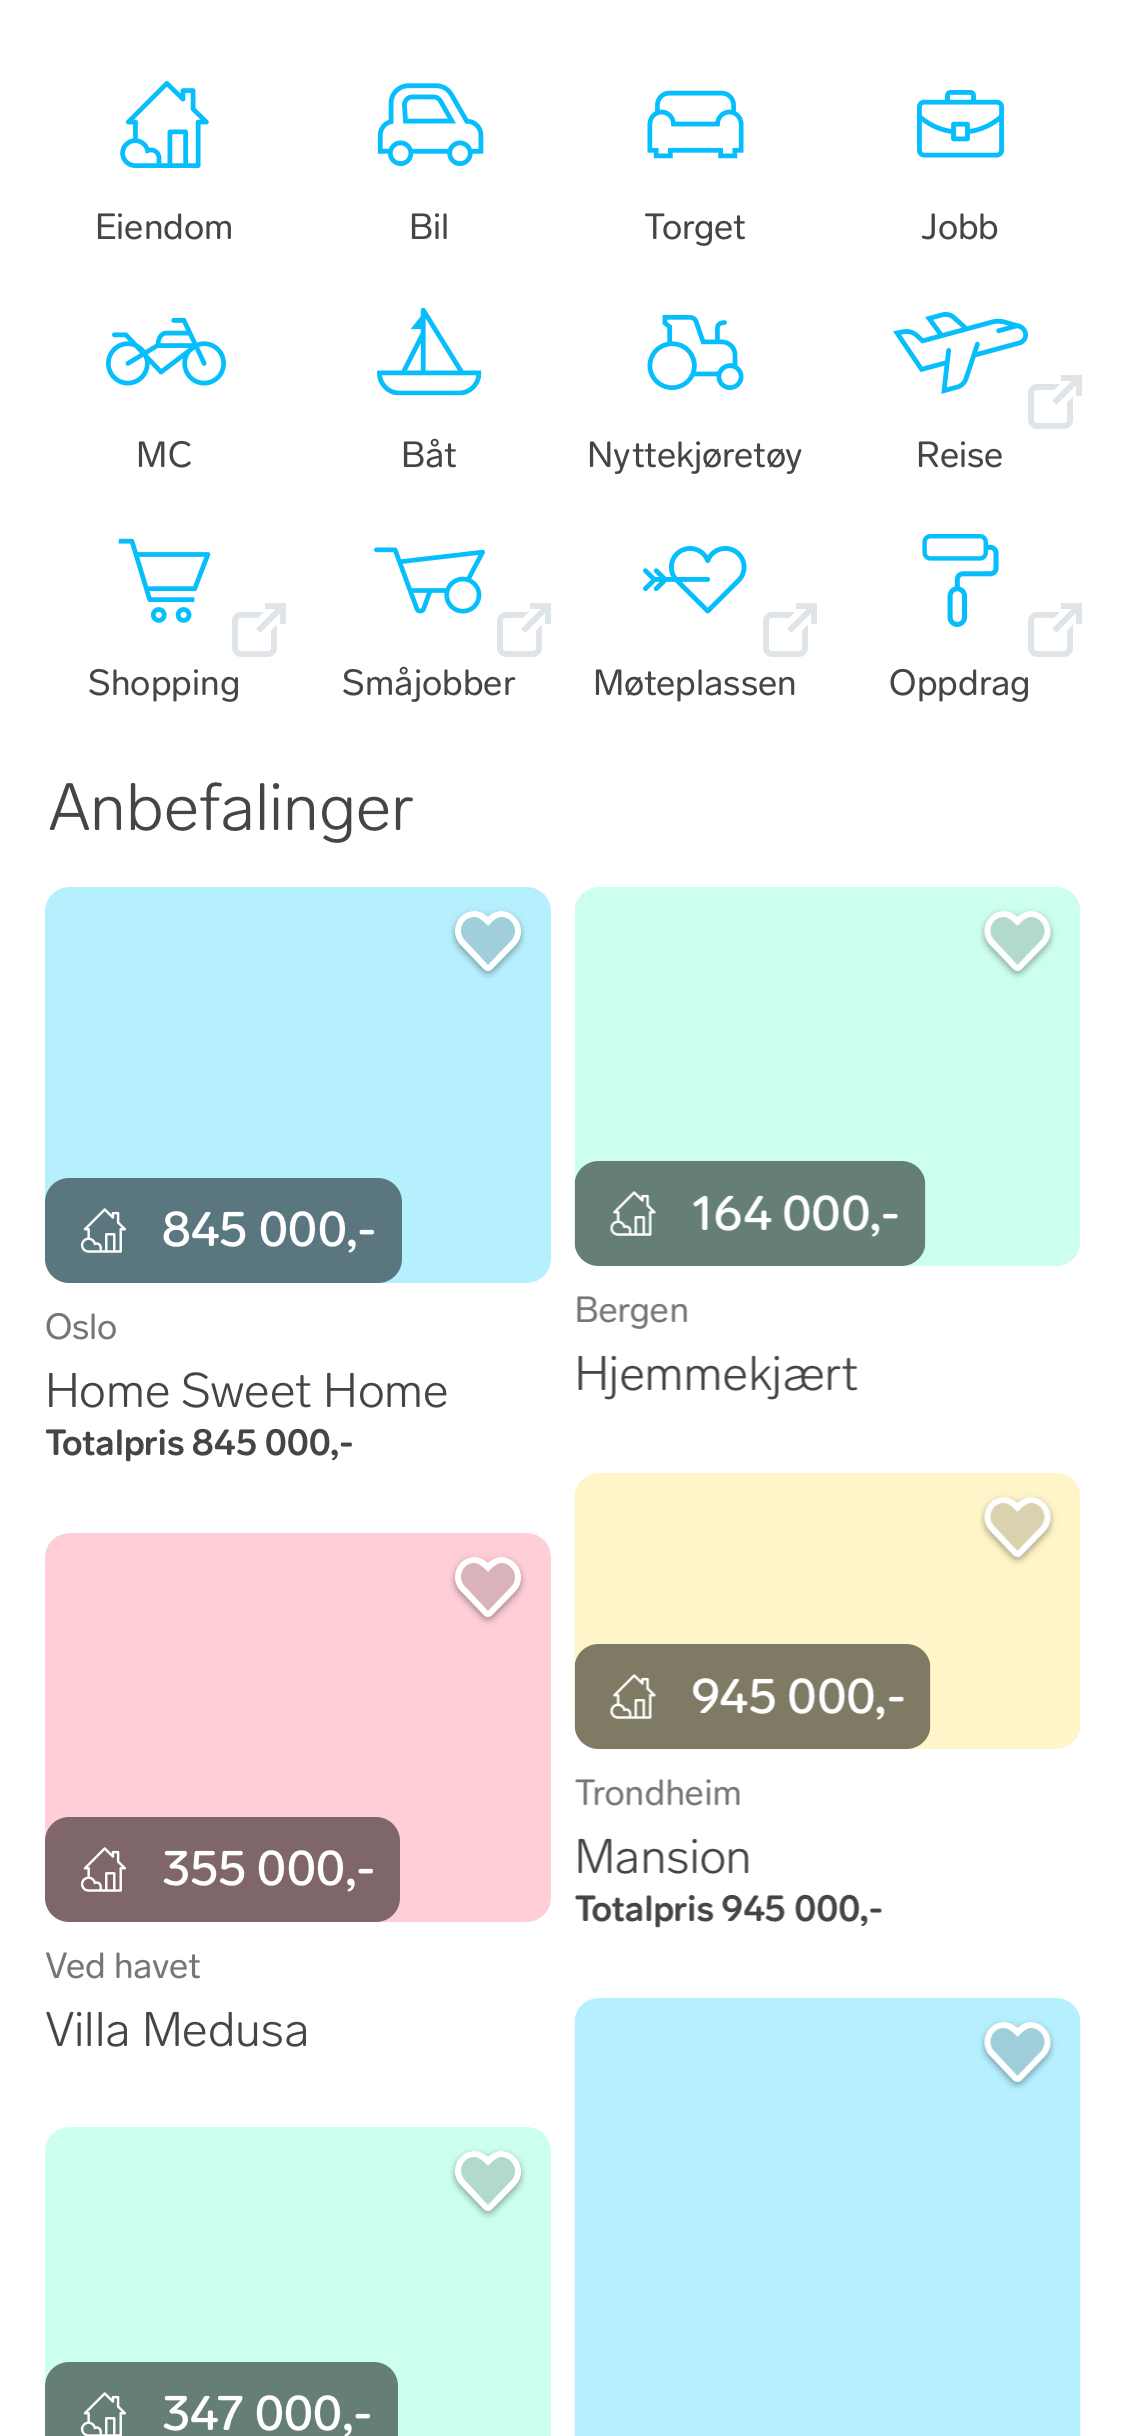 Eiendom
Bil
Torget
Jobb
MC
Båt
Nyttekjøretøy
Reise
Shopping
Småjobber
Møteplassen
Oppdrag
Anbefalinger
845 000,-
Oslo
Home Sweet Home
Totalpris 845 000,-
164 000,-
Bergen
Hjemmekjært
355 000,-
Ved havet
Villa Medusa
945 000,-
Trondheim
Mansion
Totalpris 945 000,-
347 000,-